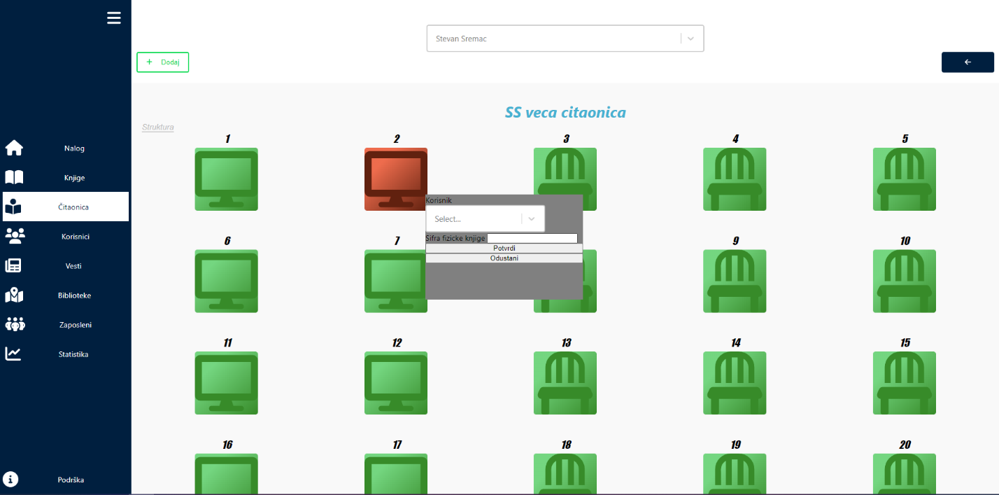 Stevan Sremac
+ Dodaj
SS veca citaonica
Struktura
Nalog
Knjige
Čitaonica
Korisnici
Vesti
Biblioteke
Zaposleni
Statistika
Podrška
1 2 3 4 5
Korisnik
Select...
Sifra fizicke knjige
Potvrdi
Odustani
6 7 9 10
11 12 13 14 15
16 17 18 19 20